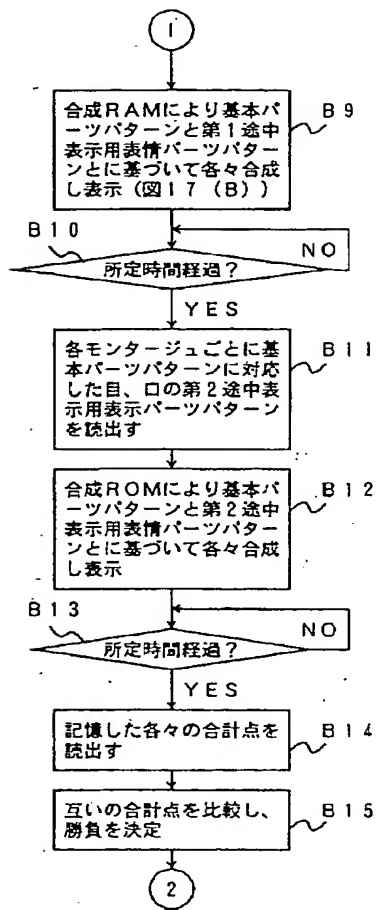 1
合成RAMにより基本パ
ーツパターンと第1途中
表示用表情パーツパター
ンとに基づいて各々合成
し表示(図17(B))
B9
B10
所定時間経過?
NO
YES
各モンタージュごとに基
本パーツパターンに対応
した目、口の第2途中表
示用表示パーツパターン
を読出す
B11
合成ROMにより基本パ
ーツパターンと第2途中
表示用表情パーツパター
ンとに基づいて各々合成
し表示
B12
B13
所定時間経過?
NO
YES
記憶した各々の合計点を
読出す
B14
互いの合計点を比較し、
勝負を決定
B15
2